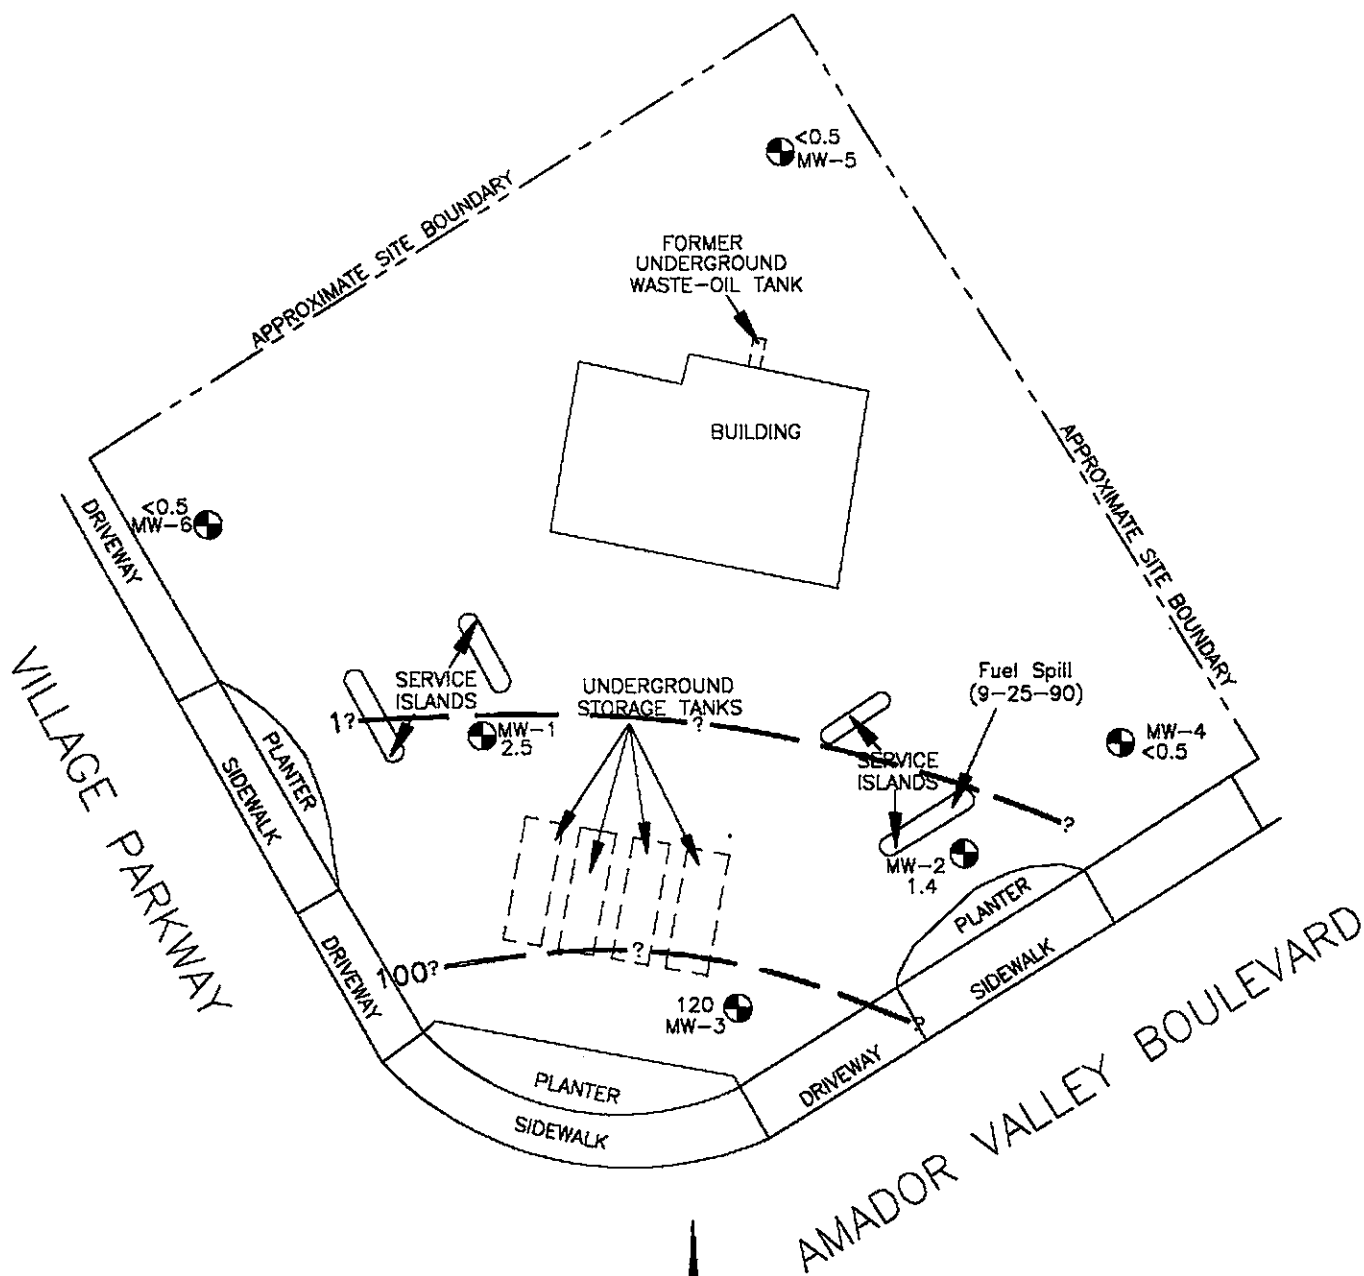 <0.5
MW-5
APPROXIMATE SITE BOUNDARY
FORMER
UNDERGROUND
WASTE-OIL TANK
BUILDING
APPROXIMATE SITE BOUNDARY
<0.5
MW-6
DRIVEWAY
VILLAGE PARKWAY
SERVICE
ISLANDS
UNDERGROUND
STORAGE TANKS
Fuel Spill
(9-25-90)
1?
MW-1
2.5
?
MW-4
<0.5
SERVICE
ISLANDS
?
PLANTER
SIDEWALK
MW-2
1.4
PLANTER
SIDEWALK
DRIVEWAY
100?
?
120
MW-3
?
DRIVEWAY
PLANTER
SIDEWALK
AMADOR VALLEY BOULEVARD